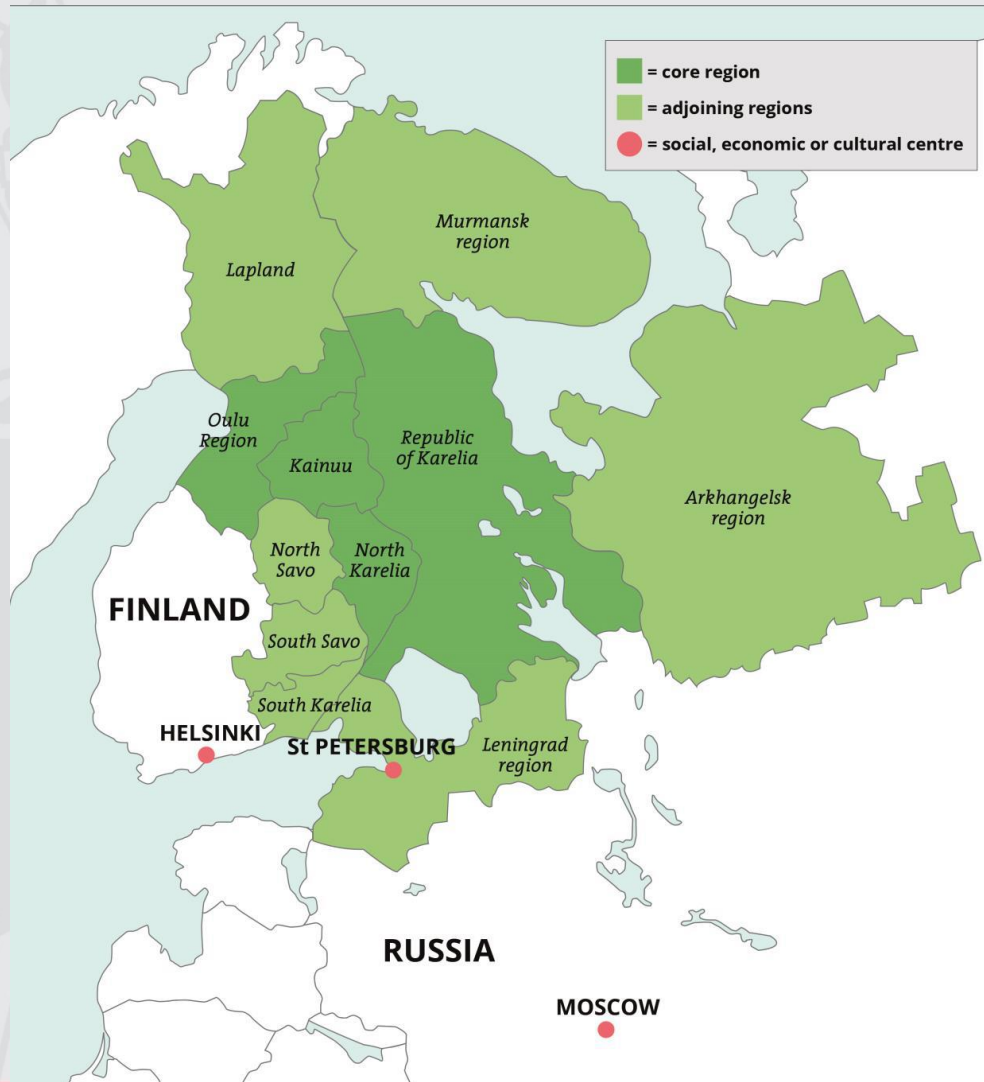 = core region
= adjoining regions
= social, economic or cultural centre
Murmansk
region
Lapland
Oulu
Region
Kainuu
Republic
of Karelia
Arkhangelsk
region
North
Savo
North
Karelia
FINLAND
South Savo
South Karelia
HELSINKI
St PETERSBURG
Leningrad
region
RUSSIA
MOSCOW